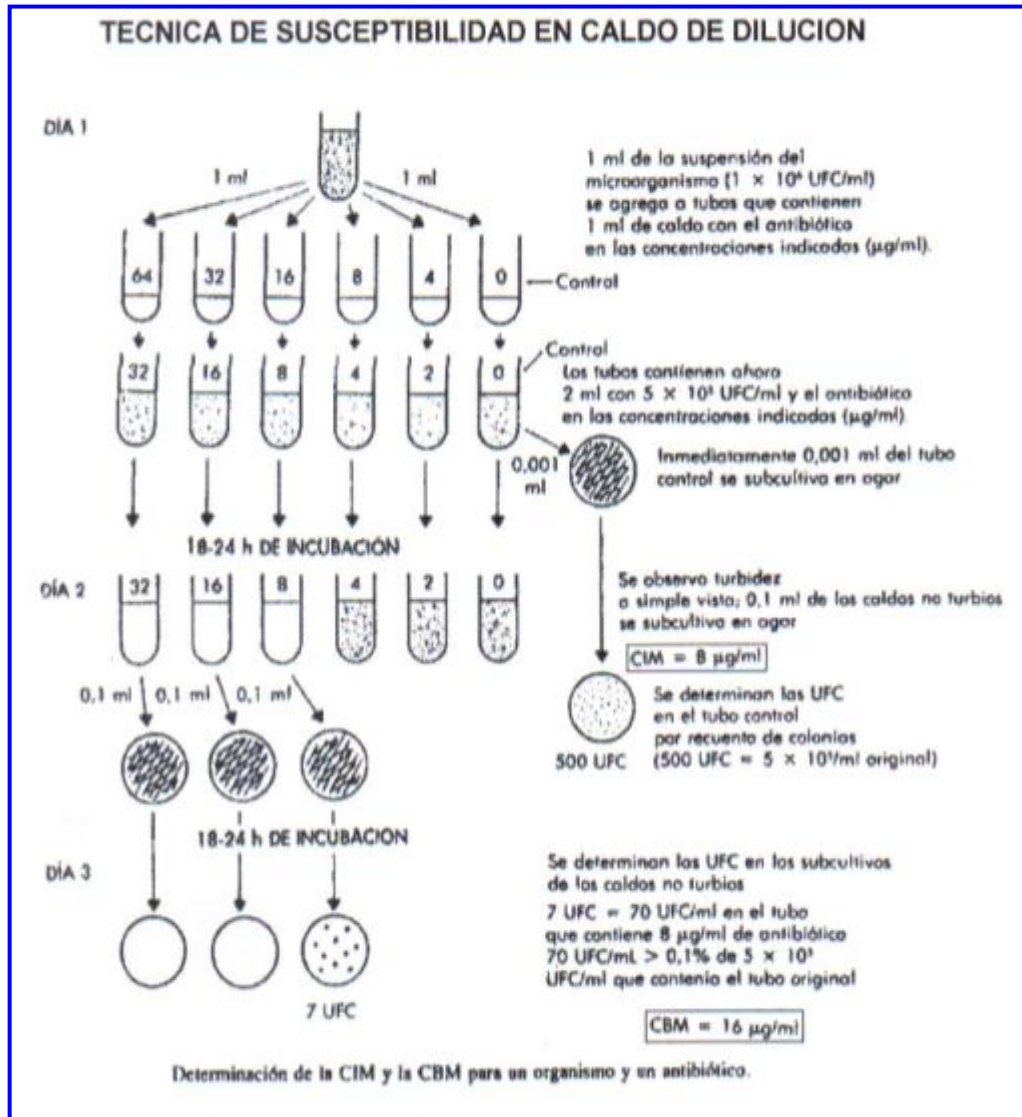 TECNICA DE SUSCEPTIBILIDAD EN CALDO DE DILUCION
DÍA 1
1 ml
1 ml
1 ml de la suspensión del
microorganismo (1 × 10⁶ UFC/ml)
se agrega a tubos que contienen
1 ml de caldo con el antibiótico
en las concentraciones indicadas (µg/ml).
64 32 16 8 4 0
Control
32 16 8 4 2 0
Control
Los tubos contienen ahora
2 ml con 5 × 10⁵ UFC/ml y el antibiótico
en las concentraciones indicadas (µg/ml)
0,001
ml
Inmediatamente 0,001 ml del tubo
control se subcultiva en agar
18-24 h DE INCUBACIÓN
DÍA 2
32 16 8 4 2 0
Se observo turbidez
a simple vista; 0,1 ml de los caldos no turbios
se subcultiva en agar
CIM = 8 µg/ml
0,1 ml 0,1 ml 0,1 ml
Se determinan las UFC
en el tubo control
por recuento de colonias
500 UFC
(500 UFC = 5 × 10⁵/ml original)
18-24 h DE INCUBACION
DÍA 3
Se determinan las UFC en los subcultivos
de los caldos no turbios
7 UFC = 70 UFC/ml en el tubo
que contiene 8 µg/ml de antibiótico
70 UFC/mL > 0,1% de 5 × 10⁵
UFC/ml que contenía el tubo original
7 UFC
CBM = 16 µg/ml
Determinación de la CIM y la CBM para un organismo y un antibiótico.